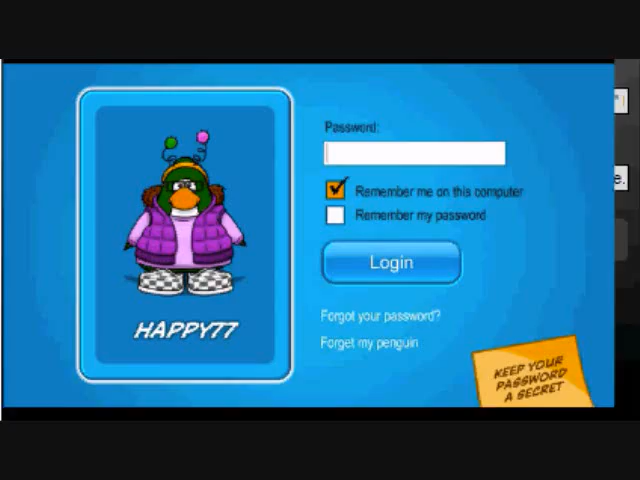 Password:
Remember me on this computer
Remember my password
Login
Forgot your password?
Forget my penguin
HAPPY77
KEEP YOUR
PASSWORD
A SECRET
e.